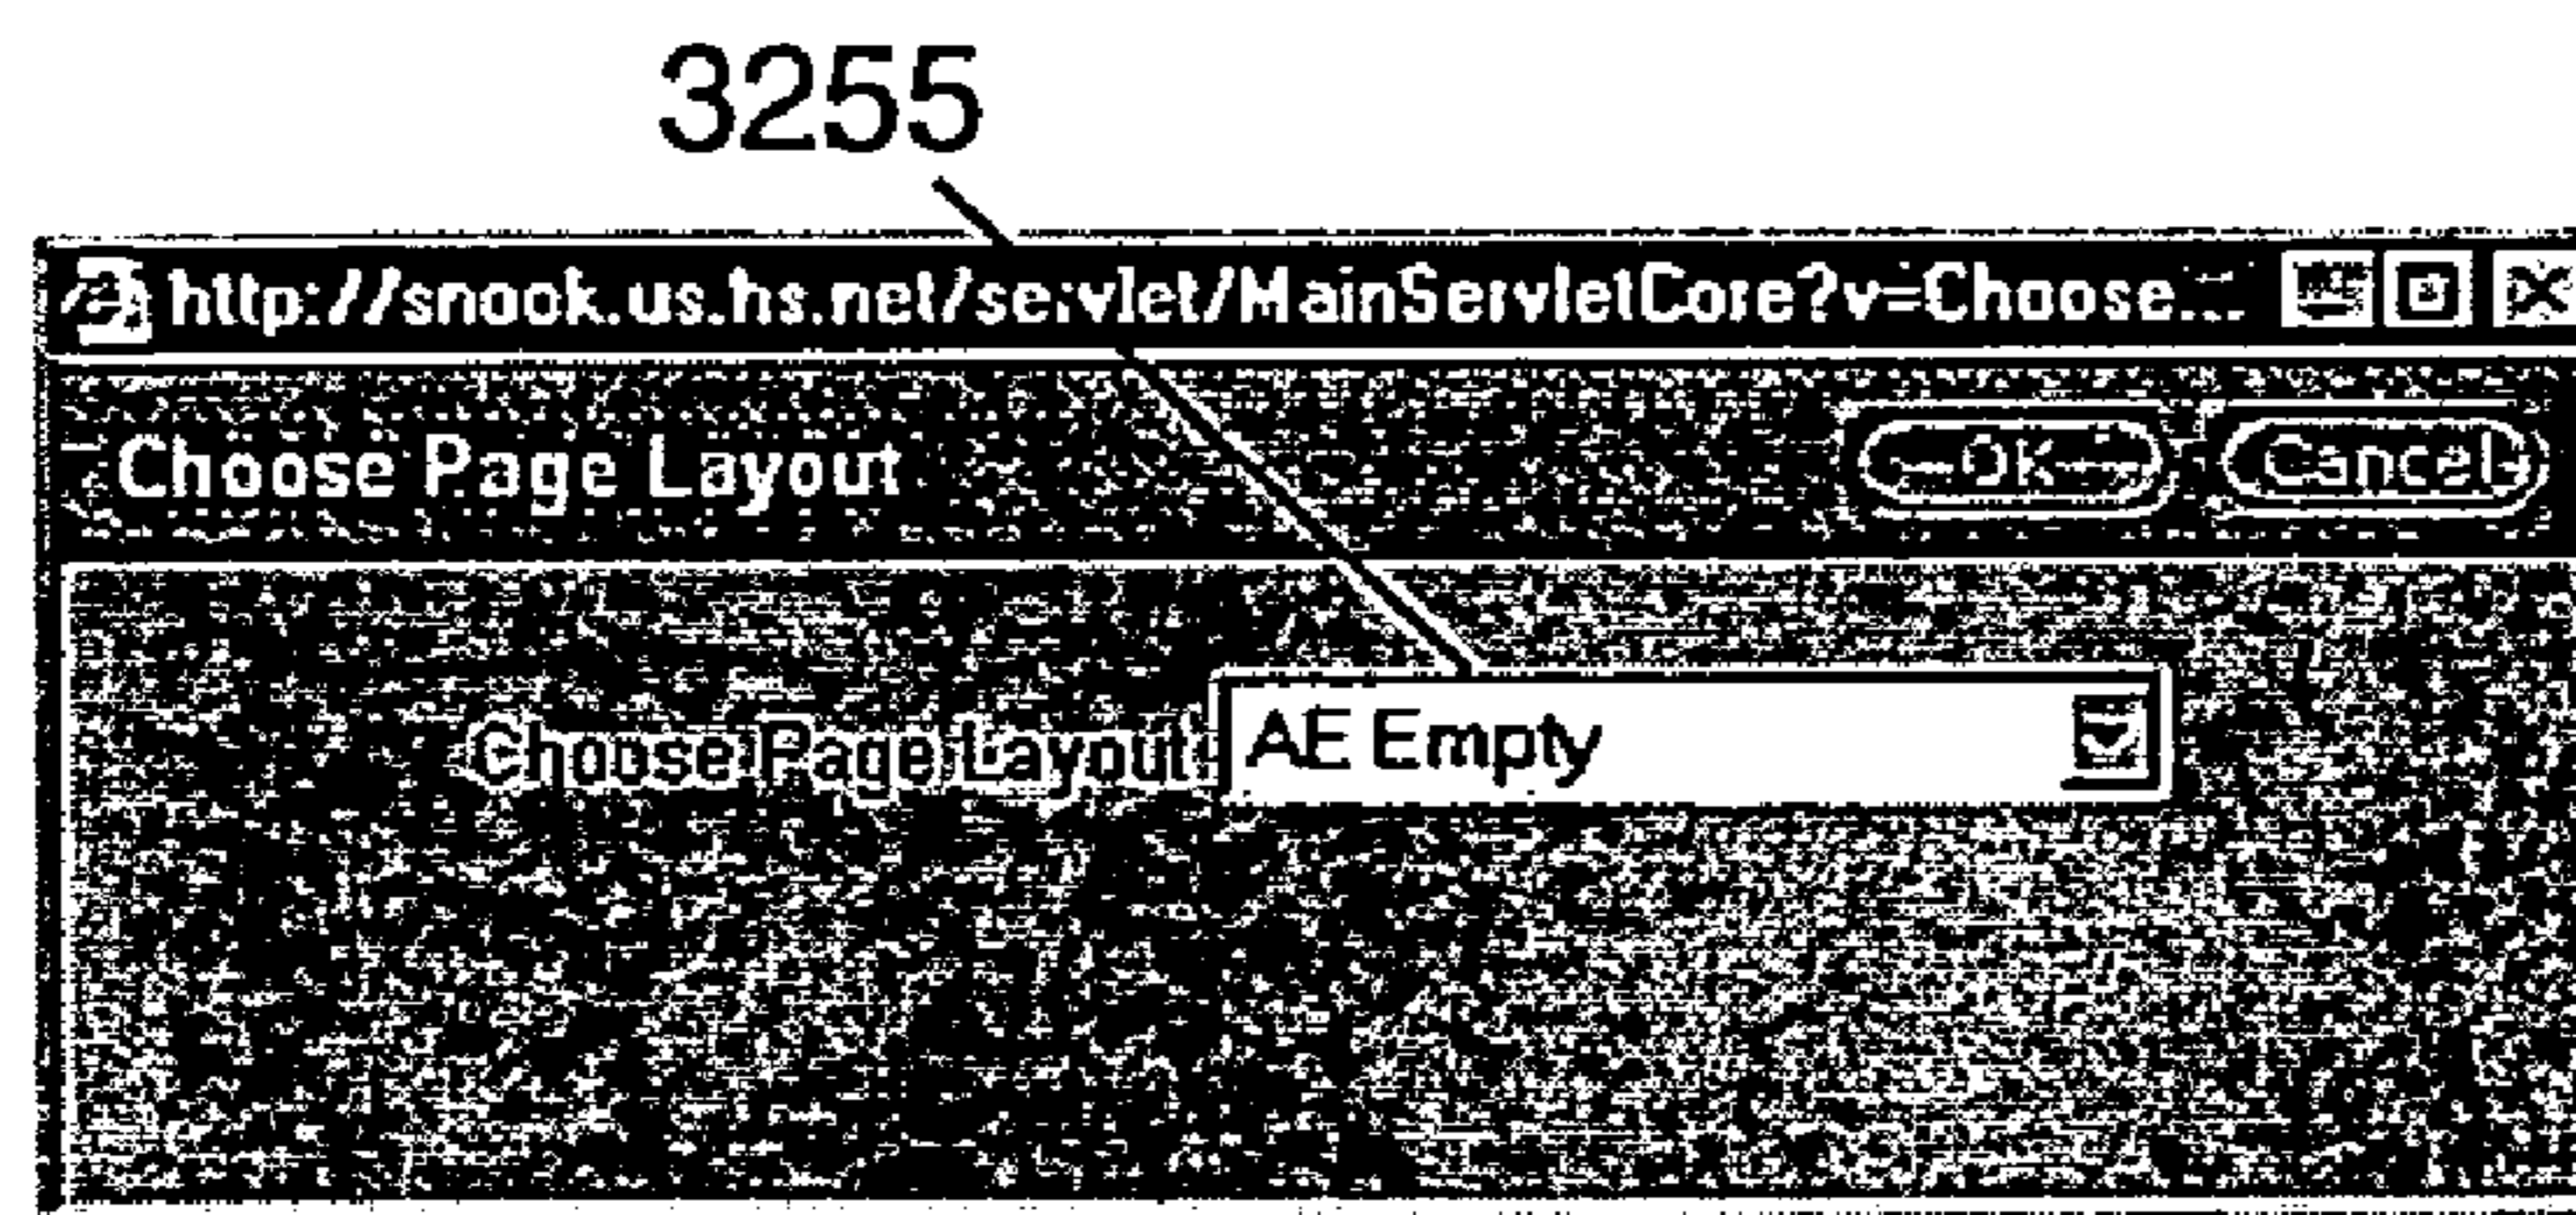 3255
http://snook.us.hs.net/servlet/MainServletCore?v=Choose...
Choose Page Layout OK Cancel
Choose Page Layout: AE Empty